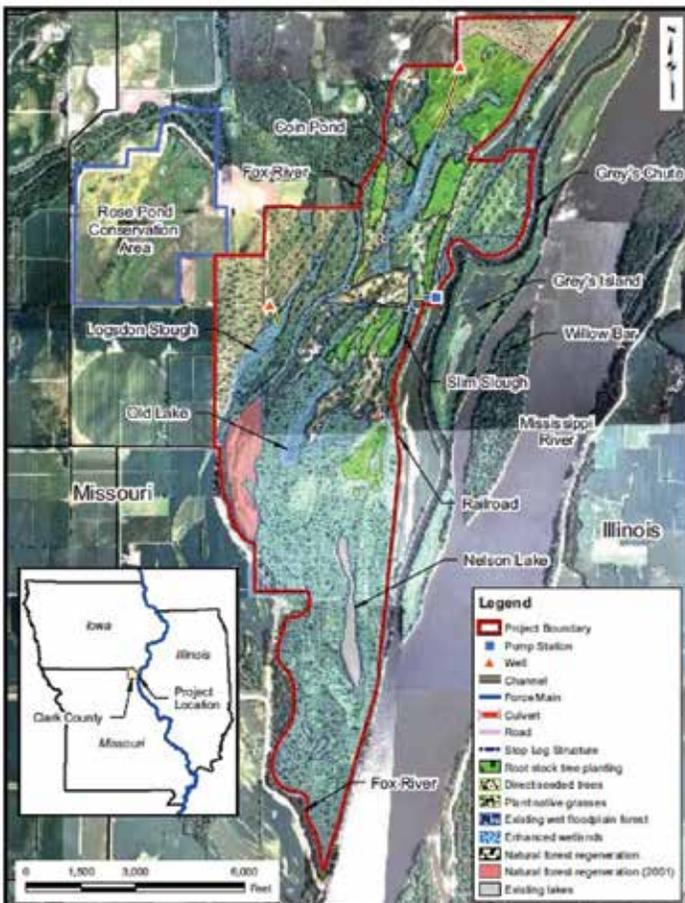 N
Coin Pond
Fox River
Grey's Chute
Rose Pond
Conservation
Area
Grey's Island
Logsdon Slough
Willow Bar
Slim Slough
Old Lake
Mississippi
River
Missouri
Railroad
Illinois
Nelson Lake
Iowa
Illinois
Clark County
Project
Location
Missouri
Fox River
Legend
Project Boundary
Pump Station
Well
Channel
Force Main
Culvert
Road
Stop Log Structure
Root stock tree planting
Direct seeded trees
Plant native grasses
Existing wet floodplain forest
Enhanced wetlands
Natural forest regeneration
Natural forest regeneration (2001)
Existing lakes
0 1,500 3,000 6,000
Feet